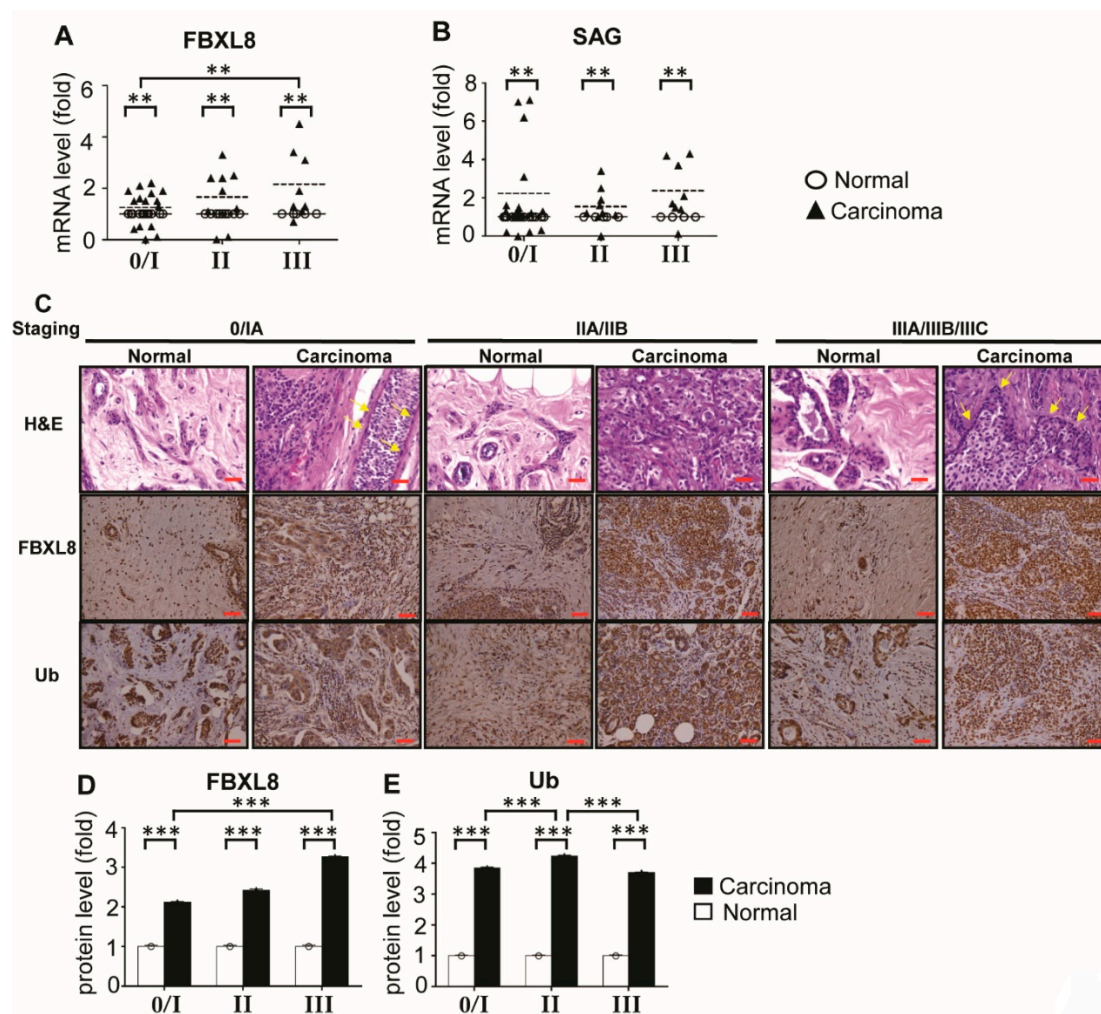 A
FBXL8
mRNA level (fold)
6
4
2
0
**
** ** **
0/I II III
B
SAG
mRNA level (fold)
8
6
4
2
0
** ** **
0/I II III
Normal
Carcinoma
C
Staging 0/IA IIA/IIB IIIA/IIIB/IIIC
Normal Carcinoma Normal Carcinoma Normal Carcinoma
H&E
FBXL8
Ub
D
FBXL8
protein level (fold)
4
3
2
1
0
***
*** *** ***
0/I II III
E
Ub
protein level (fold)
5
4
3
2
1
0
*** ***
*** *** ***
0/I II III
Carcinoma
Normal